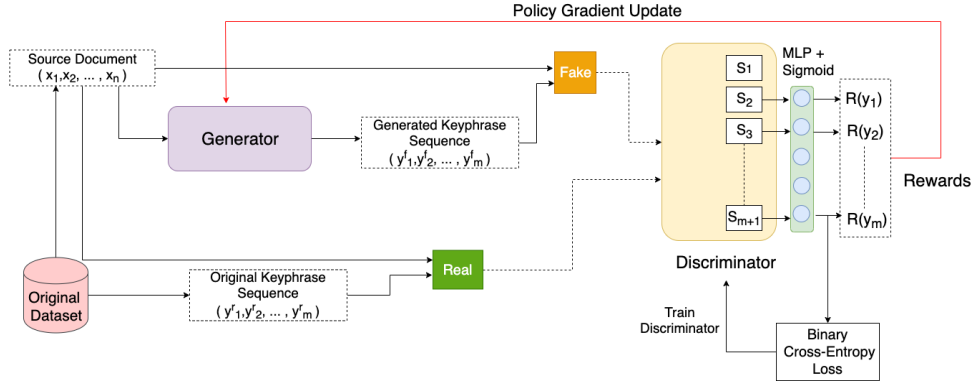 Policy Gradient Update
Source Document
( x1,x2, ... , xn)
Fake
MLP +
Sigmoid
S1
S2
S3
Sm+1
R(y1)
R(y2)
R(ym)
Generator
Generated Keyphrase
Sequence
( yf1,yf2, ... , yfm)
Rewards
Discriminator
Real
Original
Dataset
Original Keyphrase
Sequence
( yr1,yr2, ... , yrm)
Train
Discriminator
Binary
Cross-Entropy
Loss